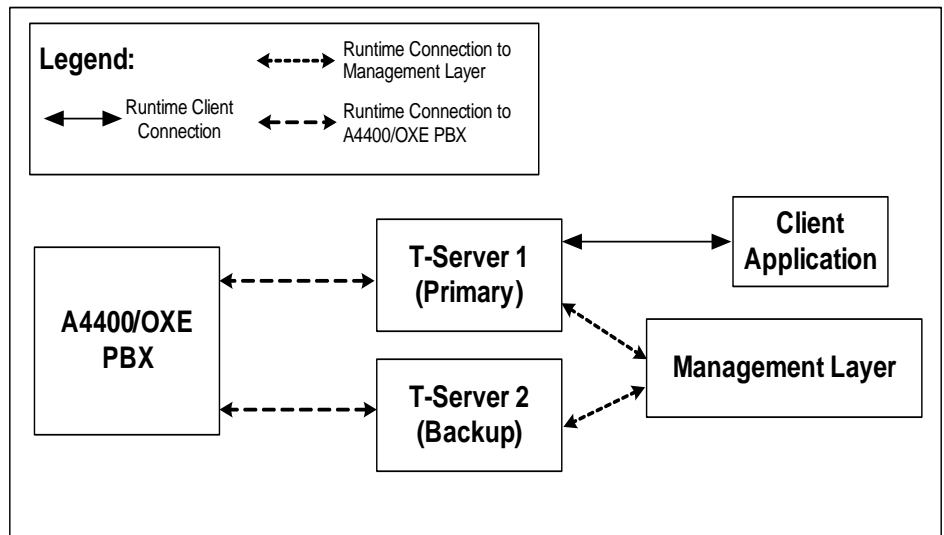 Legend:
Runtime Connection to
Management Layer
Runtime Client
Connection
Runtime Connection to
A4400/OXE PBX
Client
Application
T-Server 1
(Primary)
A4400/OXE
PBX
Management Layer
T-Server 2
(Backup)